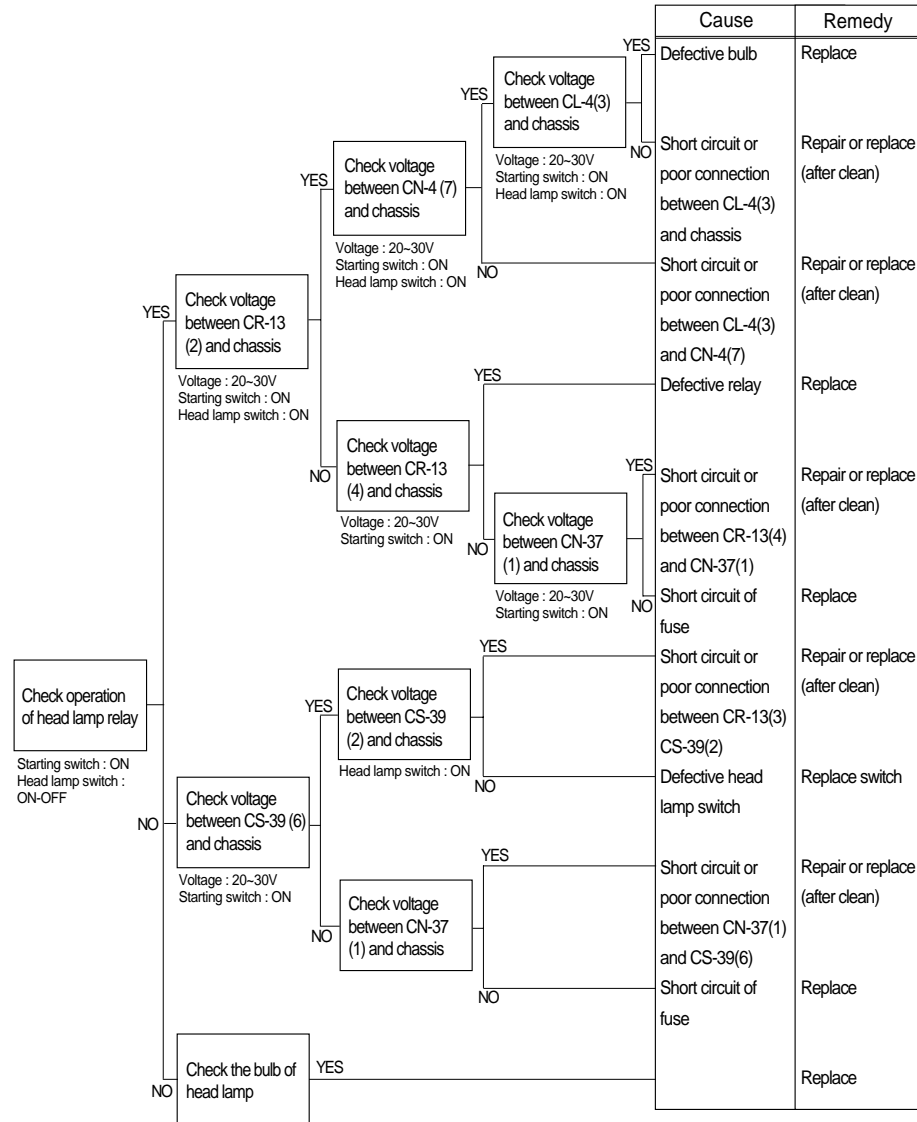 Cause Remedy
YES
Defective bulb Replace
Check voltage
between CL-4(3)
and chassis
YES
NO
Voltage : 20~30V
Starting switch : ON
Head lamp switch : ON
Short circuit or Repair or replace
poor connection (after clean)
between CL-4(3)
and chassis
Check voltage
between CN-4 (7)
and chassis
YES
Voltage : 20~30V
Starting switch : ON
Head lamp switch : ON
NO
Short circuit or Repair or replace
poor connection (after clean)
between CL-4(3)
and CN-4(7)
Check voltage
between CR-13
(2) and chassis
YES
Voltage : 20~30V
Starting switch : ON
Head lamp switch : ON
YES
Defective relay Replace
Check voltage
between CR-13
(4) and chassis
NO
Voltage : 20~30V
Starting switch : ON
YES
Short circuit or Repair or replace
poor connection (after clean)
between CR-13(4)
and CN-37(1)
Check voltage
between CN-37
(1) and chassis
NO
Voltage : 20~30V
Starting switch : ON
NO
Short circuit of Replace
fuse
YES
Short circuit or Repair or replace
poor connection (after clean)
between CR-13(3)
CS-39(2)
Check operation
of head lamp relay
Starting switch : ON
Head lamp switch :
ON-OFF
YES
Check voltage
between CS-39
(2) and chassis
Head lamp switch : ON
NO
Defective head Replace switch
lamp switch
NO
Check voltage
between CS-39 (6)
and chassis
Voltage : 20~30V
Starting switch : ON
YES
Short circuit or Repair or replace
poor connection (after clean)
between CN-37(1)
and CS-39(6)
NO
Check voltage
between CN-37
(1) and chassis
NO
Short circuit of Replace
fuse
NO
Check the bulb of
head lamp
YES
Replace